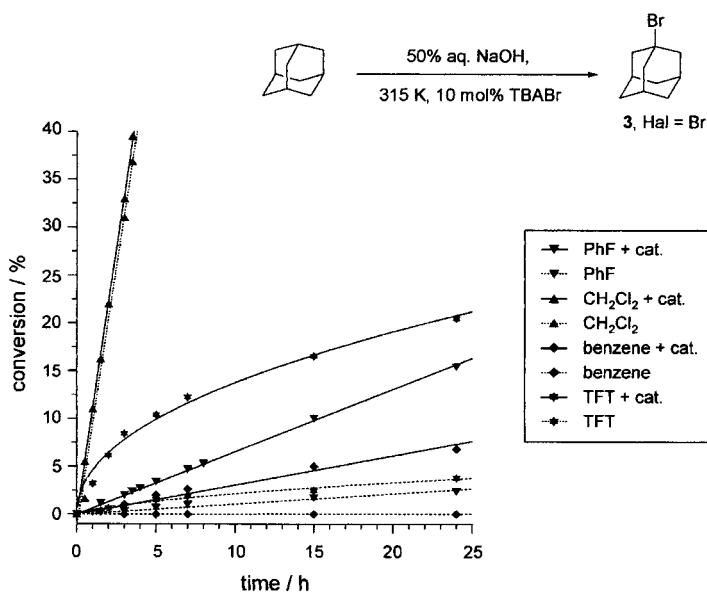 Br
50% aq. NaOH,
315 K, 10 mol% TBABr
3, Hal = Br
40
35
30
25
20
15
10
5
0
conversion / %
0 5 10 15 20 25
time / h
PhF + cat.
PhF
CH₂Cl₂ + cat.
CH₂Cl₂
benzene + cat.
benzene
TFT + cat.
TFT